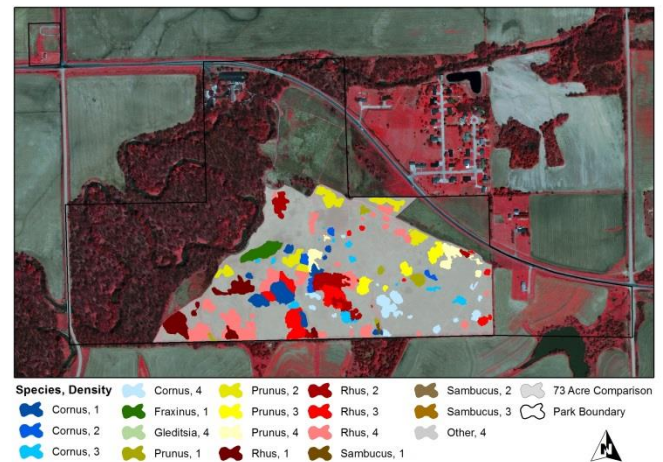 Species, Density
Cornus, 1
Cornus, 2
Cornus, 3
Cornus, 4
Fraxinus, 1
Gleditsia, 4
Prunus, 1
Prunus, 2
Prunus, 3
Prunus, 4
Rhus, 1
Rhus, 2
Rhus, 3
Rhus, 4
Sambucus, 1
Sambucus, 2
Sambucus, 3
Other, 4
73 Acre Comparison
Park Boundary
N